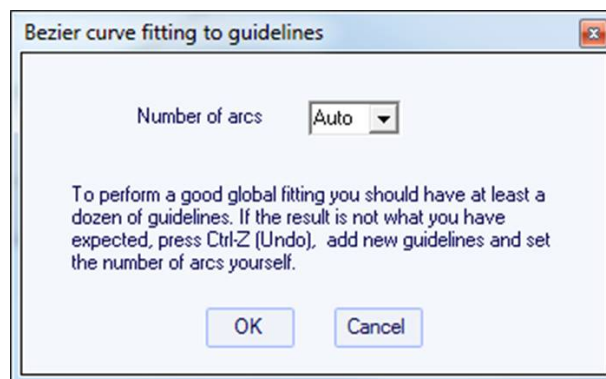 Bezier curve fitting to guidelines
Number of arcs Auto
To perform a good global fitting you should have at least a
dozen of guidelines. If the result is not what you have
expected, press Ctrl-Z (Undo), add new guidelines and set
the number of arcs yourself.
OK Cancel